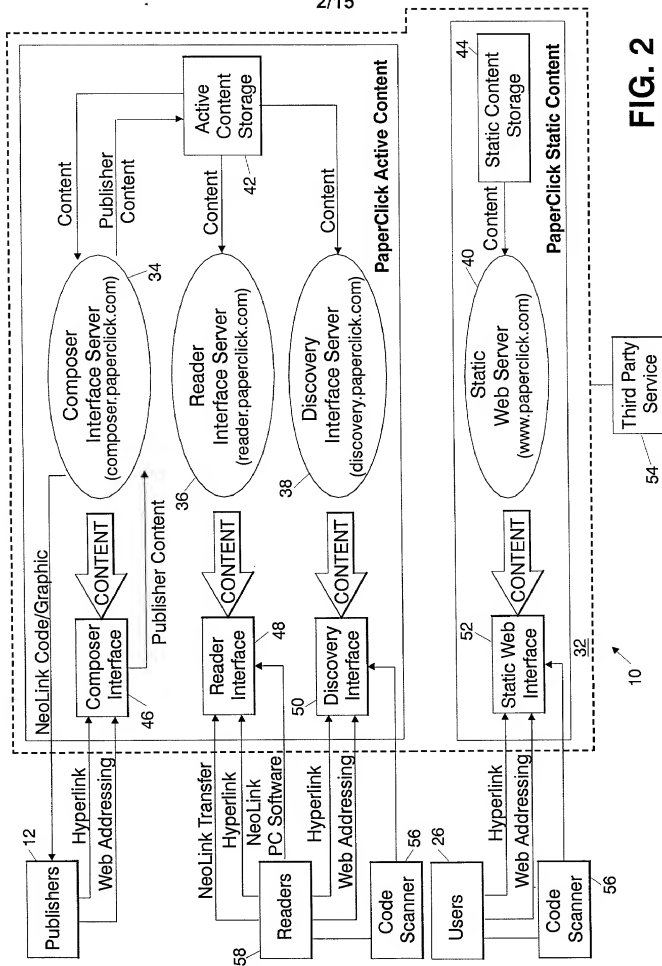 2/15
Publishers
12
Hyperlink
Web Addressing
NeoLink Code/Graphic
Composer
Interface
46
CONTENT
Publisher Content
Composer
Interface Server
(composer.paperclick.com)
34
Content
Publisher
Content
Active
Content
Storage
42
NeoLink Transfer
Hyperlink
NeoLink
PC Software
Reader
Interface
48
CONTENT
Reader
Interface Server
(reader.paperclick.com)
36
Content
Readers
58
Hyperlink
Web Addressing
Discovery
Interface
50
CONTENT
Discovery
Interface Server
(discovery.paperclick.com)
38
Content
Code
Scanner
56
PaperClick Active Content
Users
26
Hyperlink
Web Addressing
Static Web
Interface
52
CONTENT
Static
Web Server
(www.paperclick.com)
40
Content
Static Content
Storage
44
Code
Scanner
56
PaperClick Static Content
32
10
Third Party
Service
54
FIG. 2